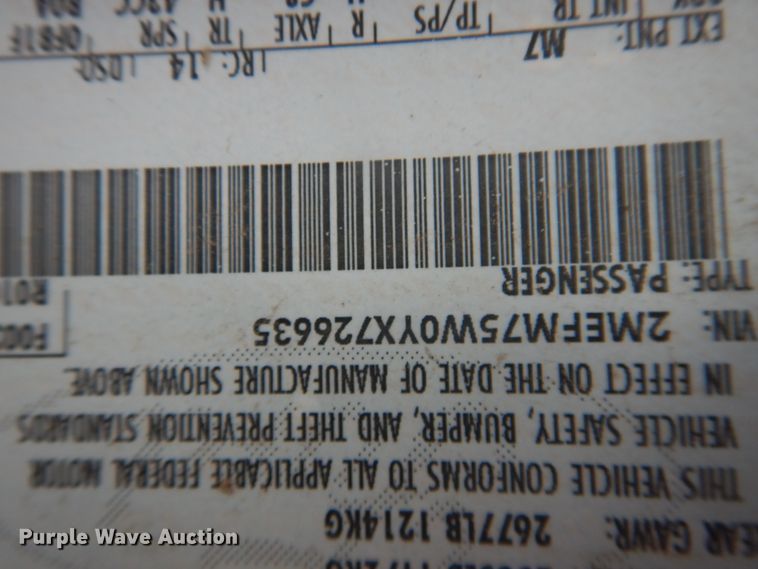 REAR GAWR:
2677LB 1214KG
THIS VEHICLE CONFORMS TO ALL APPLICABLE FEDERAL MOTOR
VEHICLE SAFETY, BUMPER, AND THEFT PREVENTION STANDARDS
IN EFFECT ON THE DATE OF MANUFACTURE SHOWN ABOVE.
VIN: 2MEFM75W0YX726635
TYPE: PASSENGER
EXT PNT: M7 RC: 14 DSO:
INT TR TP/PS R AXLE TR SPR
Purple Wave Auction